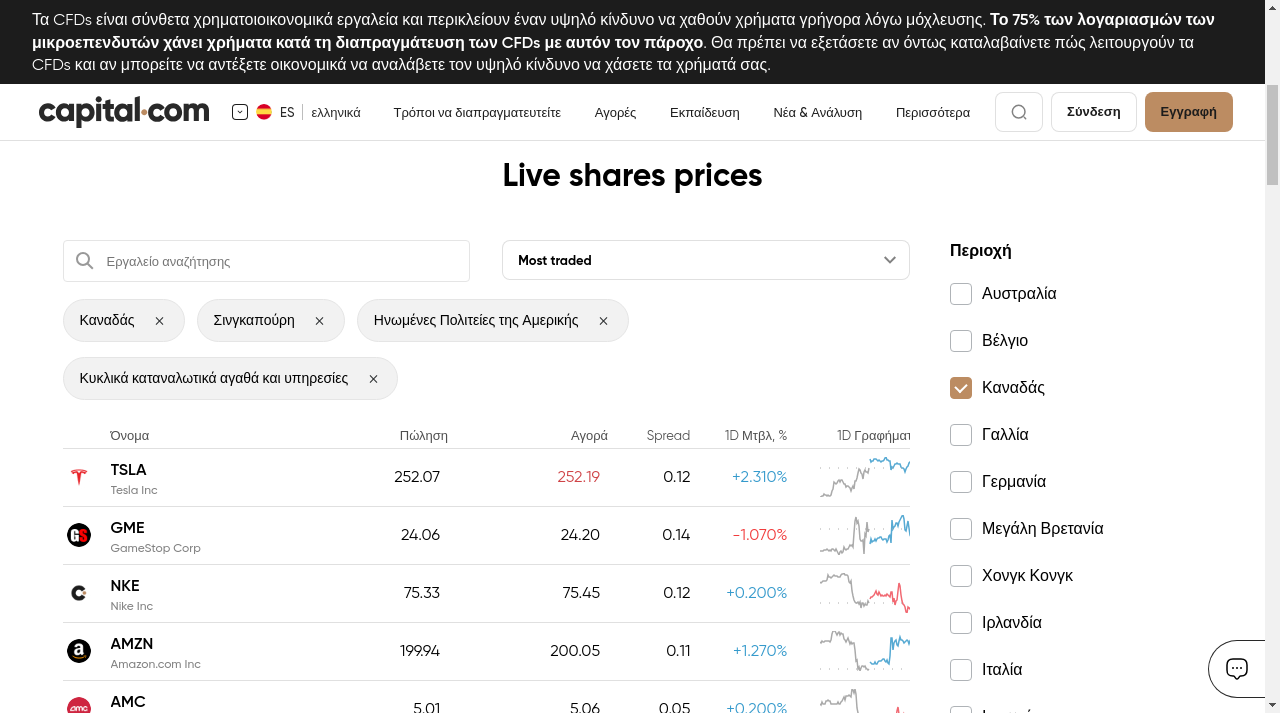 Τα CFDs είναι σύνθετα χρηματοιοικονομικά εργαλεία και περικλείουν έναν υψηλό κίνδυνο να χαθούν χρήματα γρήγορα λόγω μόχλευσης. Το 75% των λογαριασμών των
μικροεπενδυτών χάνει χρήματα κατά τη διαπραγμάτευση των CFDs με αυτόν τον πάροχο. Θα πρέπει να εξετάσετε αν όντως καταλαβαίνετε πώς λειτουργούν τα
CFDs και αν μπορείτε να αντέξετε οικονομικά να αναλάβετε τον υψηλό κίνδυνο να χάσετε τα χρήματά σας.
capital.com ES ελληνικά Τρόποι να διαπραγματευτείτε Αγορές Εκπαίδευση Νέα & Ανάλυση Περισσότερα Σύνδεση Εγγραφή
Live shares prices
Εργαλείο αναζήτησης Most traded Περιοχή
Αυστραλία
Καναδάς Σινγκαπούρη Ηνωμένες Πολιτείες της Αμερικής
Βέλγιο
Κυκλικά καταναλωτικά αγαθά και υπηρεσίες Καναδάς
Όνομα Πώληση Αγορά Spread 1D Μτβλ, % 1D Γραφήματ Γαλλία
TSLA 252.07 252.19 0.12 +2.310%
Tesla Inc
Γερμανία
GME 24.06 24.20 0.14 -1.070%
GameStop Corp
Μεγάλη Βρετανία
NKE 75.33 75.45 0.12 +0.200%
Nike Inc
Χονγκ Κονγκ
Ιρλανδία
AMZN 199.94 200.05 0.11 +1.270%
Amazon.com Inc
Ιταλία
AMC 5.01 5.06 0.05 +0.200%